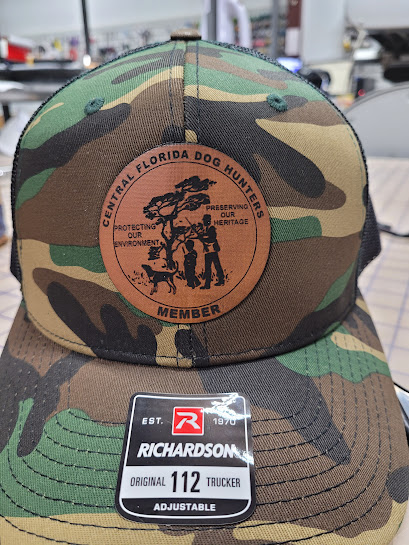 CENTRAL FLORIDA DOG HUNTERS
PROTECTING
OUR
ENVIRONMENT
PRESERVING
OUR
HERITAGE
MEMBER
EST. R 1970
RICHARDSON
ORIGINAL 112 TRUCKER
ADJUSTABLE